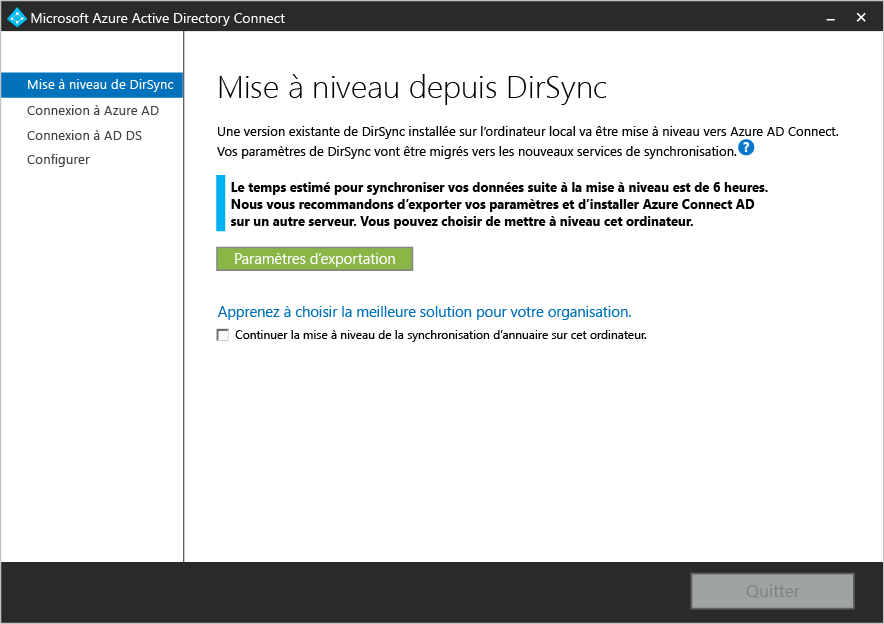 Microsoft Azure Active Directory Connect
Mise à niveau de DirSync
Connexion à Azure AD
Connexion à AD DS
Configurer
Mise à niveau depuis DirSync
Une version existante de DirSync installée sur l'ordinateur local va être mise à niveau vers Azure AD Connect.
Vos paramètres de DirSync vont être migrés vers les nouveaux services de synchronisation. ?
Le temps estimé pour synchroniser vos données suite à la mise à niveau est de 6 heures.
Nous vous recommandons d'exporter vos paramètres et d'installer Azure Connect AD
sur un autre serveur. Vous pouvez choisir de mettre à niveau cet ordinateur.
Paramètres d'exportation
Apprenez à choisir la meilleure solution pour votre organisation.
Continuer la mise à niveau de la synchronisation d'annuaire sur cet ordinateur.
Quitter